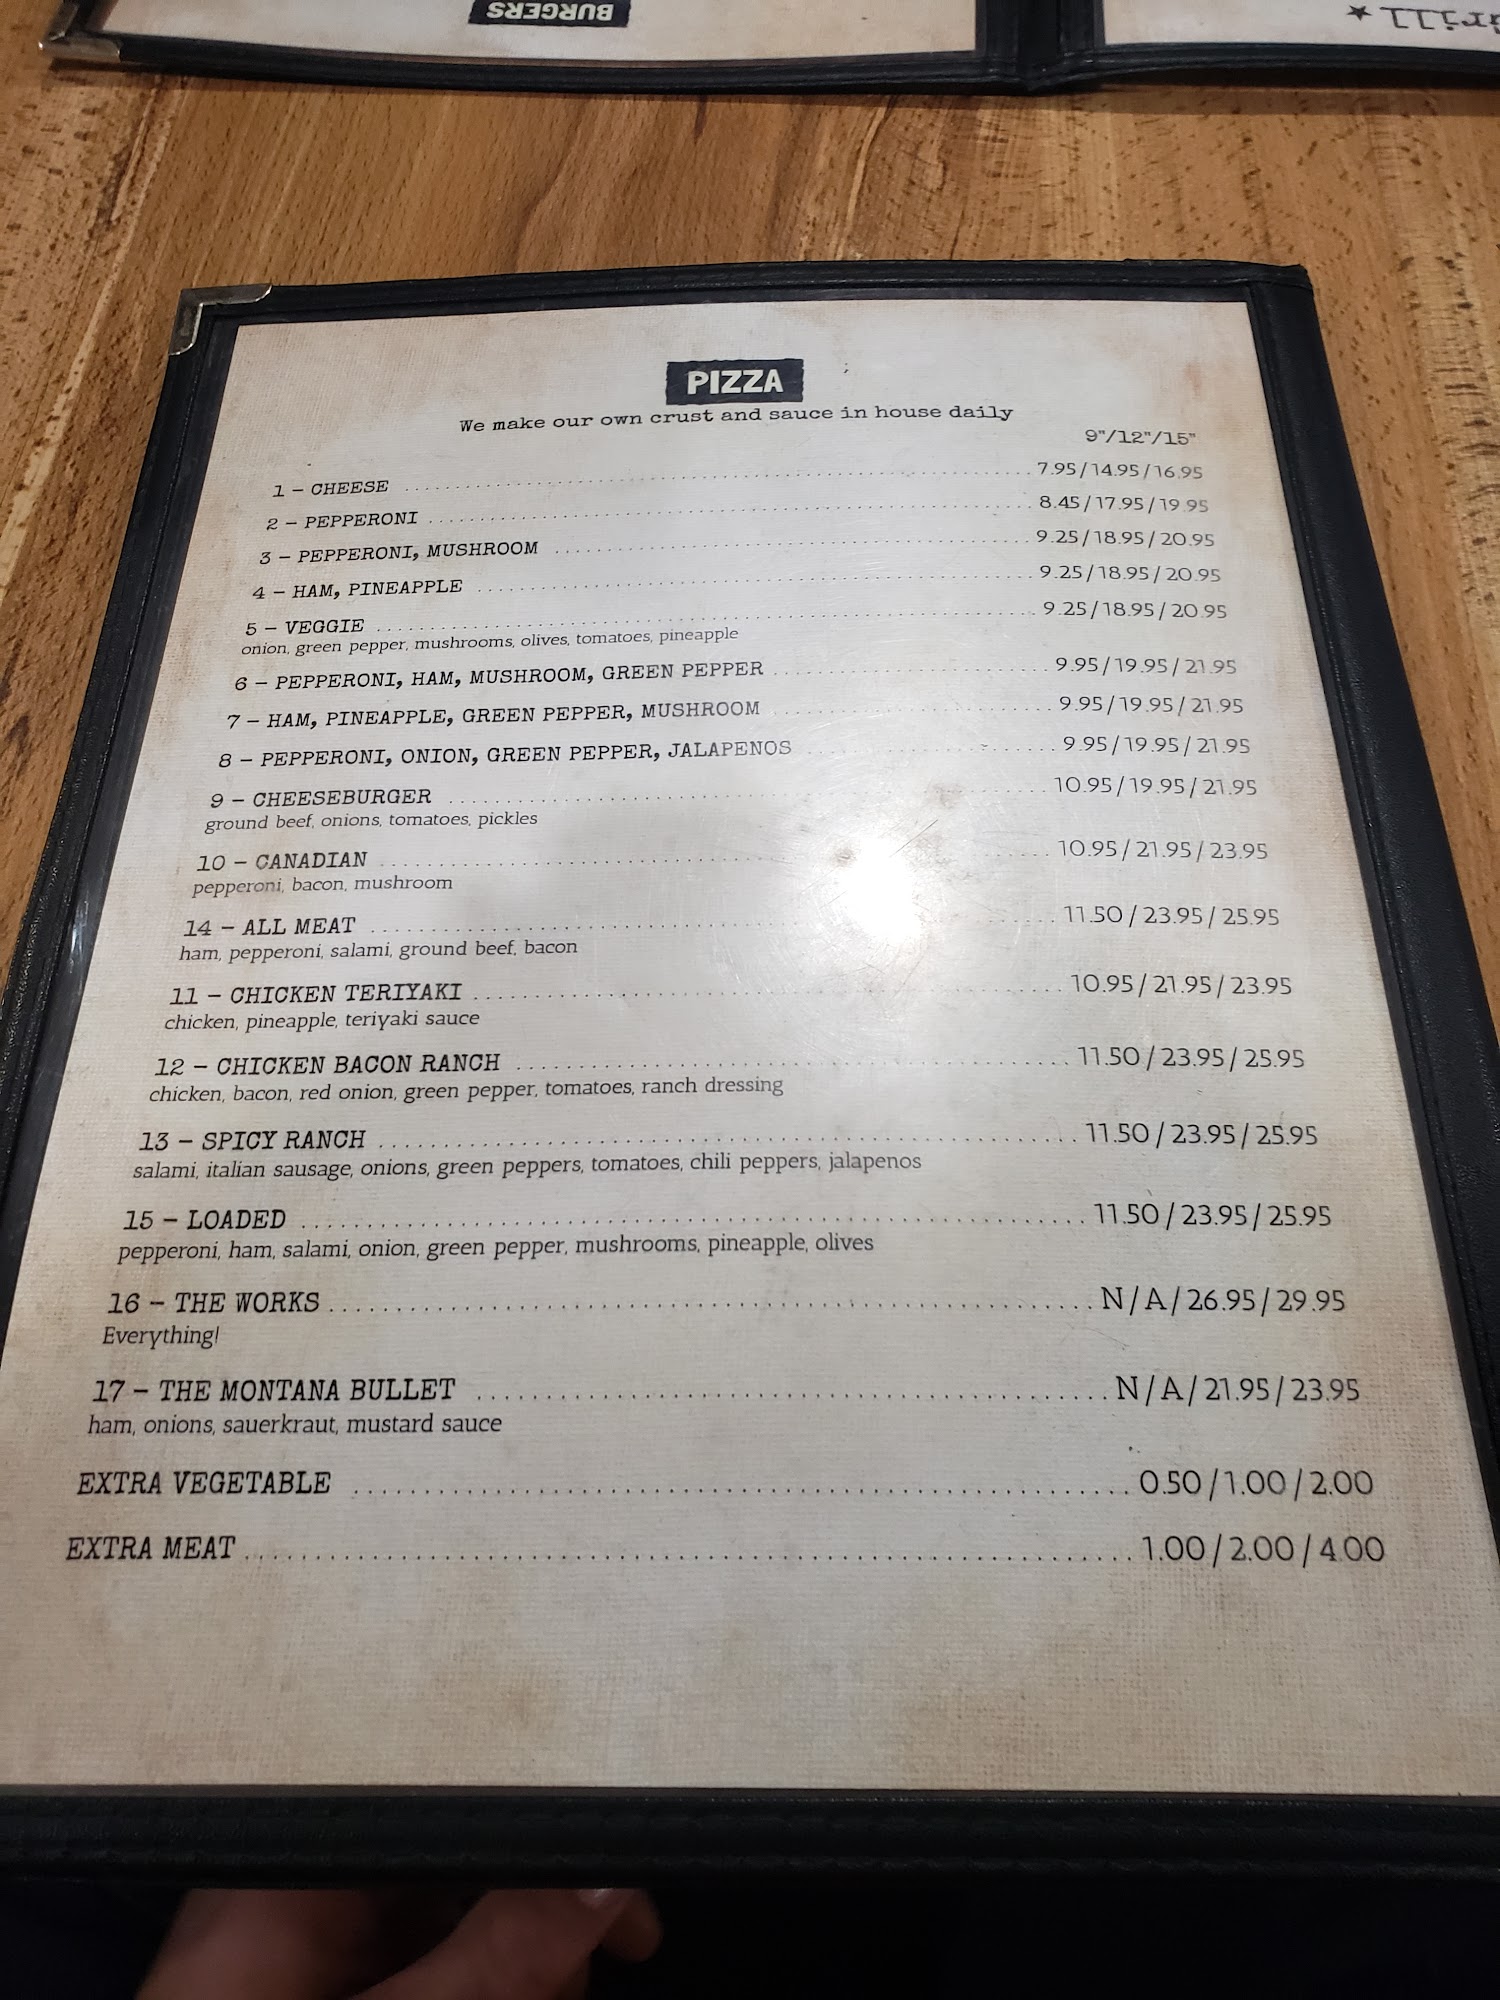 BURGERS
Grill ★
PIZZA
We make our own crust and sauce in house daily
9"/12"/15"
1 – CHEESE ........ 7.95/14.95/16.95
2 – PEPPERONI ........ 8.45/17.95/19.95
3 – PEPPERONI, MUSHROOM ........ 9.25/18.95/20.95
4 – HAM, PINEAPPLE ........ 9.25/18.95/20.95
5 – VEGGIE ........ 9.25/18.95/20.95
onion, green pepper, mushrooms, olives, tomatoes, pineapple
6 – PEPPERONI, HAM, MUSHROOM, GREEN PEPPER ........ 9.95/19.95/21.95
7 – HAM, PINEAPPLE, GREEN PEPPER, MUSHROOM ........ 9.95/19.95/21.95
8 – PEPPERONI, ONION, GREEN PEPPER, JALAPENOS ........ 9.95/19.95/21.95
9 – CHEESEBURGER ........ 10.95/19.95/21.95
ground beef, onions, tomatoes, pickles
10 – CANADIAN ........ 10.95/21.95/23.95
pepperoni, bacon, mushroom
14 – ALL MEAT ........ 11.50/23.95/25.95
ham, pepperoni, salami, ground beef, bacon
11 – CHICKEN TERIYAKI ........ 10.95/21.95/23.95
chicken, pineapple, teriyaki sauce
12 – CHICKEN BACON RANCH ........ 11.50/23.95/25.95
chicken, bacon, red onion, green pepper, tomatoes, ranch dressing
13 – SPICY RANCH ........ 11.50/23.95/25.95
salami, italian sausage, onions, green peppers, tomatoes, chili peppers, jalapenos
15 – LOADED ........ 11.50/23.95/25.95
pepperoni, ham, salami, onion, green pepper, mushrooms, pineapple, olives
16 – THE WORKS ........ N/A/26.95/29.95
Everything!
17 – THE MONTANA BULLET ........ N/A/21.95/23.95
ham, onions, sauerkraut, mustard sauce
EXTRA VEGETABLE ........ 0.50/1.00/2.00
EXTRA MEAT ........ 1.00/2.00/4.00